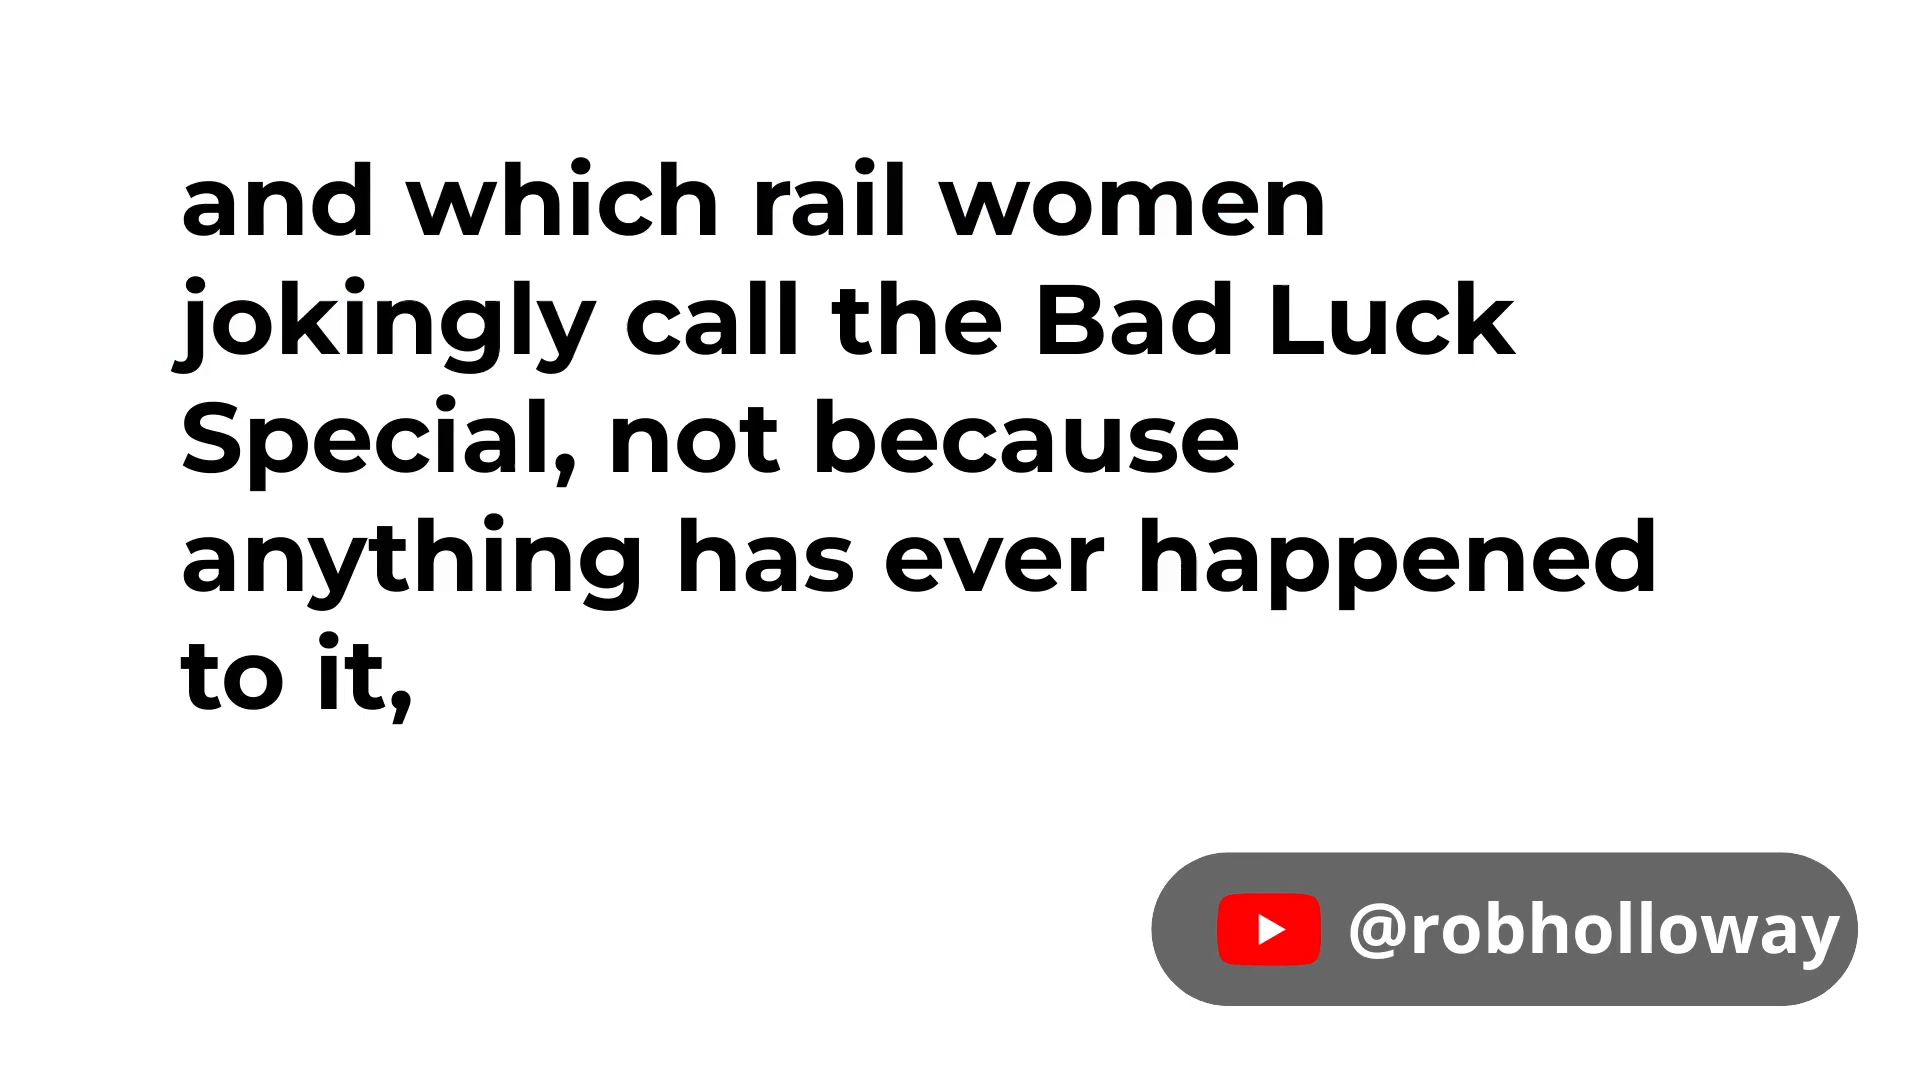 and which rail women
jokingly call the Bad Luck
Special, not because
anything has ever happened
to it,
@robholloway